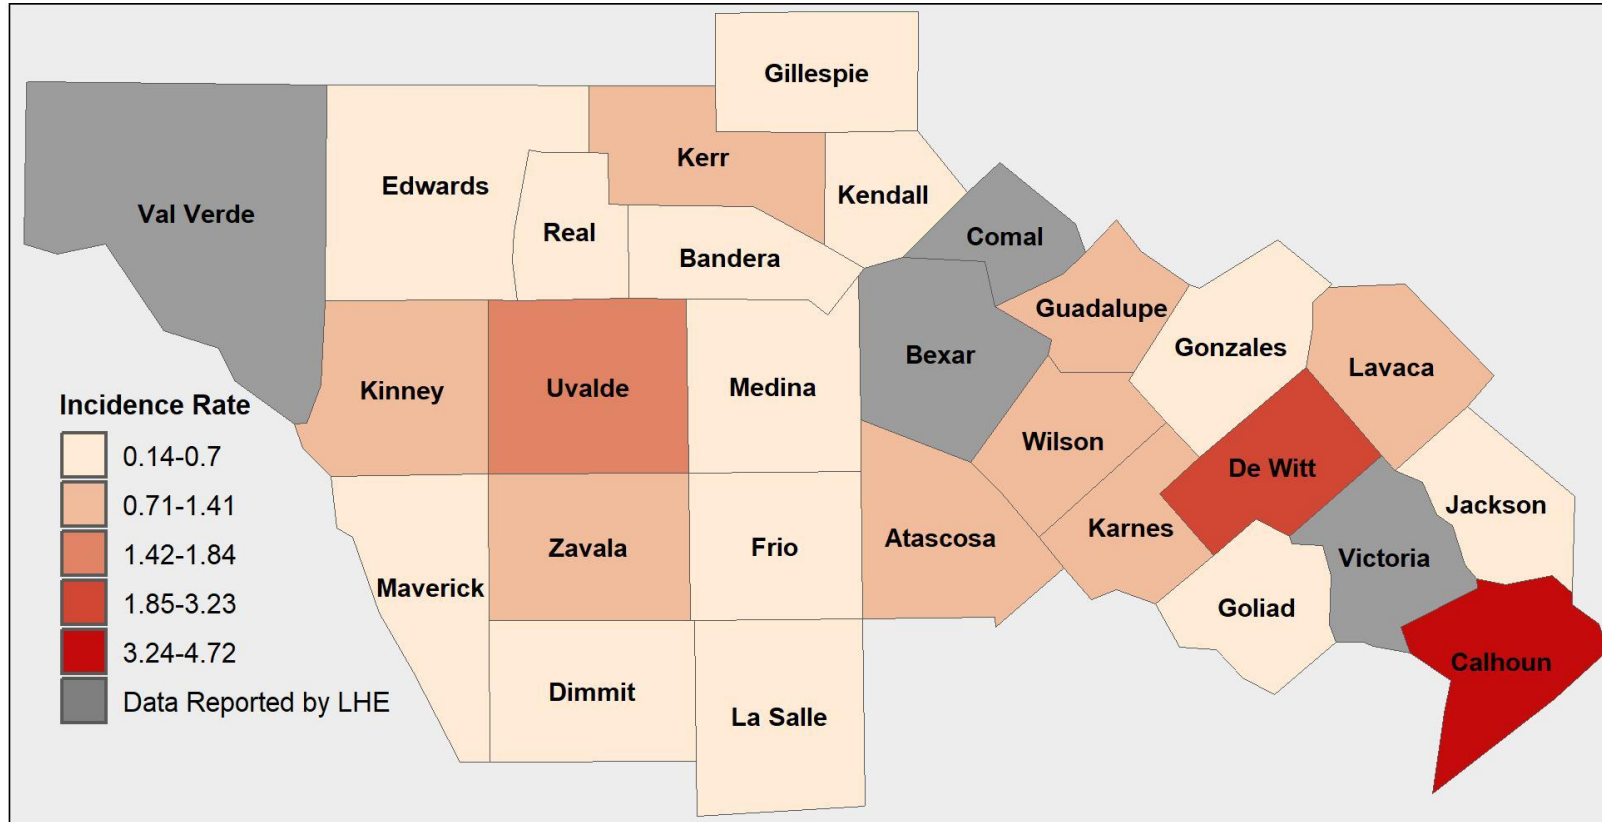 Gillespie
Kerr
Edwards
Kendall
Val Verde
Real
Comal
Bandera
Guadalupe
Gonzales
Bexar
Lavaca
Kinney
Uvalde
Medina
Wilson
De Witt
Jackson
Karnes
Atascosa
Zavala
Frio
Victoria
Maverick
Goliad
Calhoun
Dimmit
La Salle
Incidence Rate
0.14-0.7
0.71-1.41
1.42-1.84
1.85-3.23
3.24-4.72
Data Reported by LHE